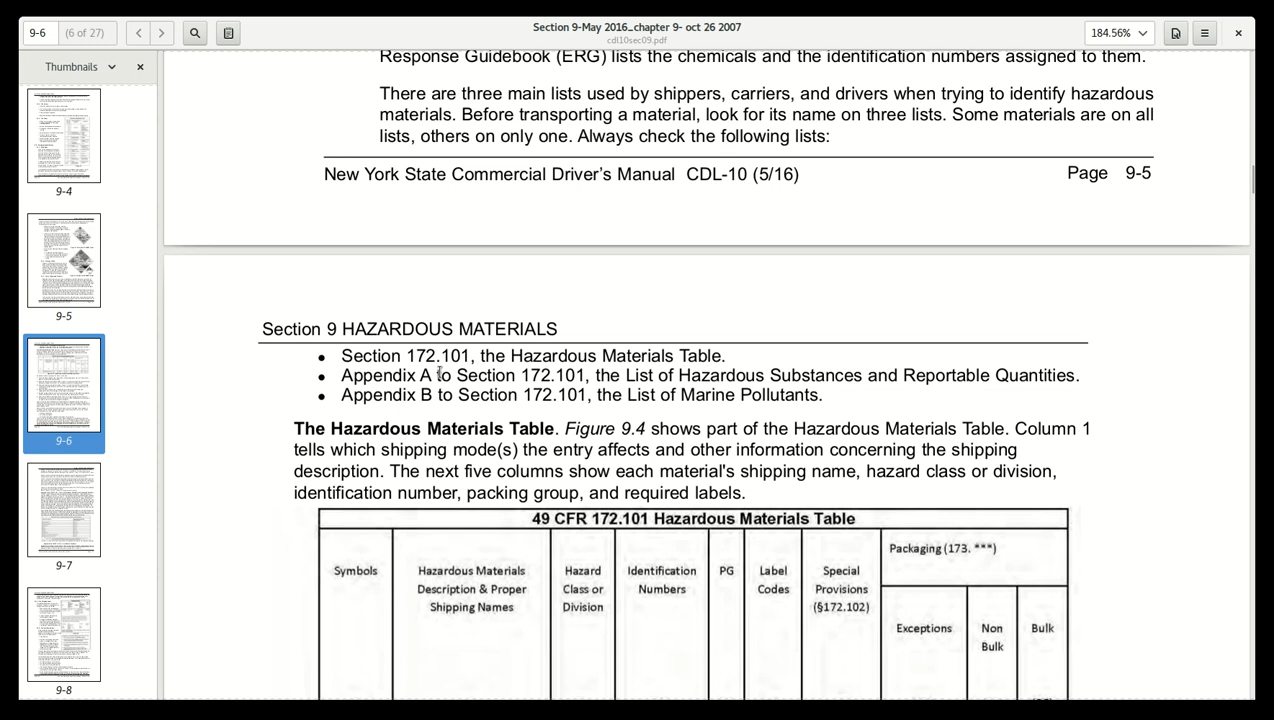 9-6 (6 of 27)
Section 9-May 2016_chapter 9- oct 26 2007
cdl10sec09.pdf
184.56%
Thumbnails
9-4
9-5
9-6
9-7
9-8
Response Guidebook (ERG) lists the chemicals and the identification numbers assigned to them.
There are three main lists used by shippers, carriers, and drivers when trying to identify hazardous
materials. Before transporting a material, look for its name on three lists. Some materials are on all
lists, others on only one. Always check the following lists:
New York State Commercial Driver's Manual CDL-10 (5/16) Page 9-5
Section 9 HAZARDOUS MATERIALS
• Section 172.101, the Hazardous Materials Table.
• Appendix A to Section 172.101, the List of Hazardous Substances and Reportable Quantities.
• Appendix B to Section 172.101, the List of Marine Pollutants.
The Hazardous Materials Table. Figure 9.4 shows part of the Hazardous Materials Table. Column 1
tells which shipping mode(s) the entry affects and other information concerning the shipping
description. The next five columns show each material's shipping name, hazard class or division,
identification number, packing group, and required labels.
49 CFR 172.101 Hazardous Materials Table
Packaging (173. ***)
Symbols Hazardous Materials Hazard Identification PG Label Special
Description & Proper Class or Numbers Codes Provisions
Shipping Names Division (§172.102)
Exceptions Non Bulk
Bulk